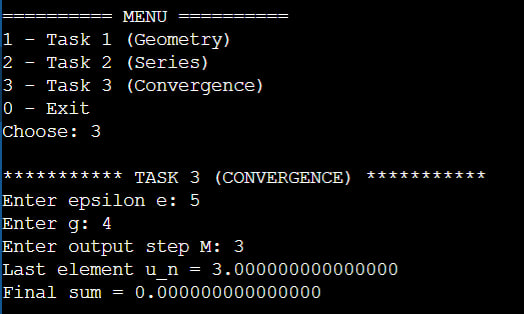 ========== MENU ==========
1 - Task 1 (Geometry)
2 - Task 2 (Series)
3 - Task 3 (Convergence)
0 - Exit
Choose: 3
*********** TASK 3 (CONVERGENCE) ***********
Enter epsilon e: 5
Enter g: 4
Enter output step M: 3
Last element u_n = 3.000000000000000
Final sum = 0.000000000000000